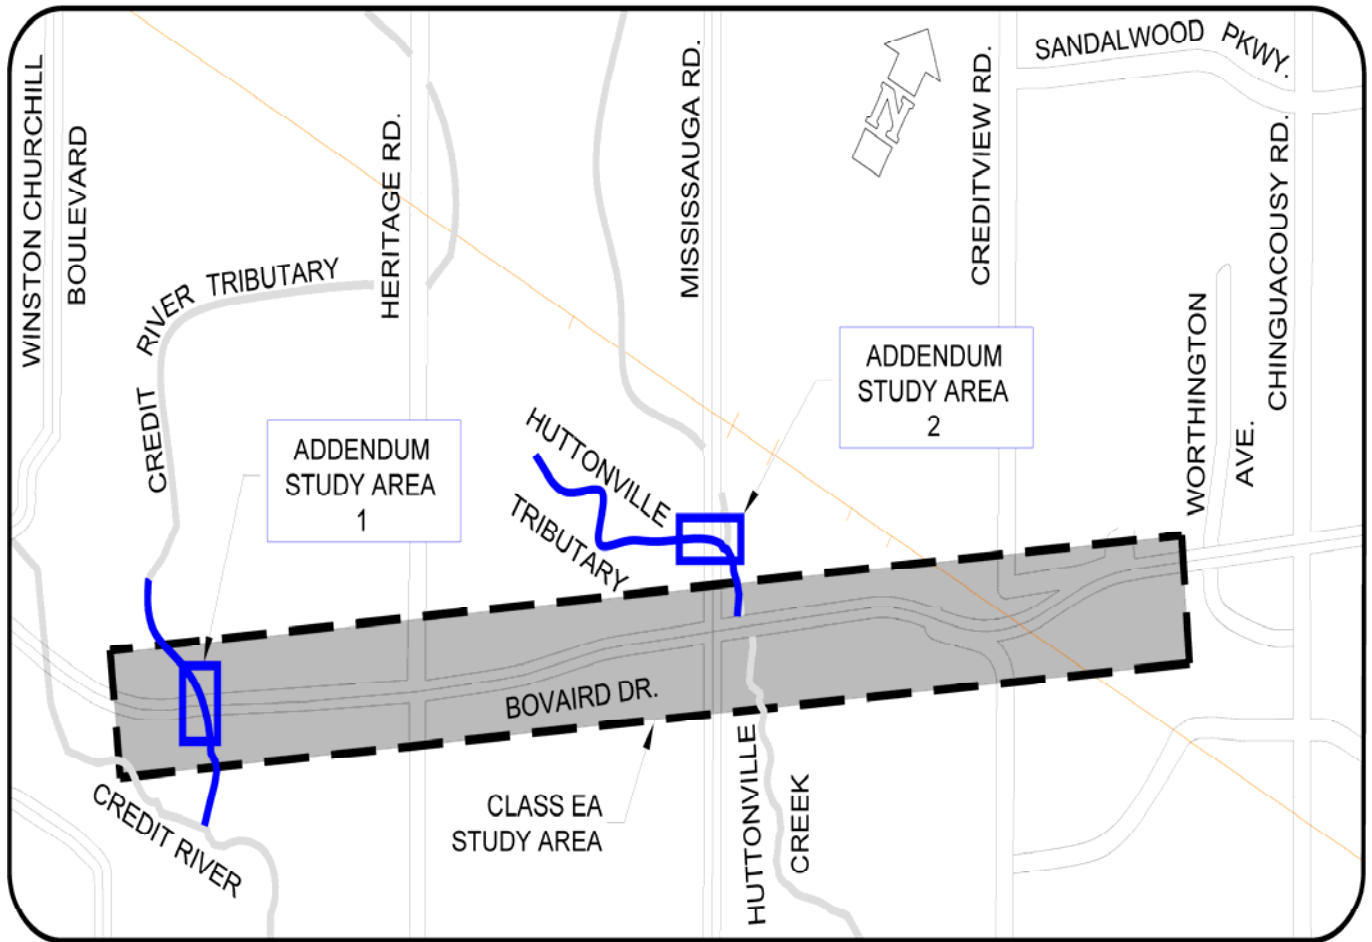 WINSTON CHURCHILL
BOULEVARD
HERITAGE RD.
MISSISSAUGA RD.
N
CREDITVIEW RD.
SANDALWOOD PKWY.
CHINGUACOUSY RD.
WORTHINGTON
AVE.
CREDIT RIVER TRIBUTARY
ADDENDUM
STUDY AREA
1
HUTTONVILLE
TRIBUTARY
ADDENDUM
STUDY AREA
2
BOVAIRD DR.
CLASS EA
STUDY AREA
CREDIT RIVER
HUTTONVILLE
CREEK